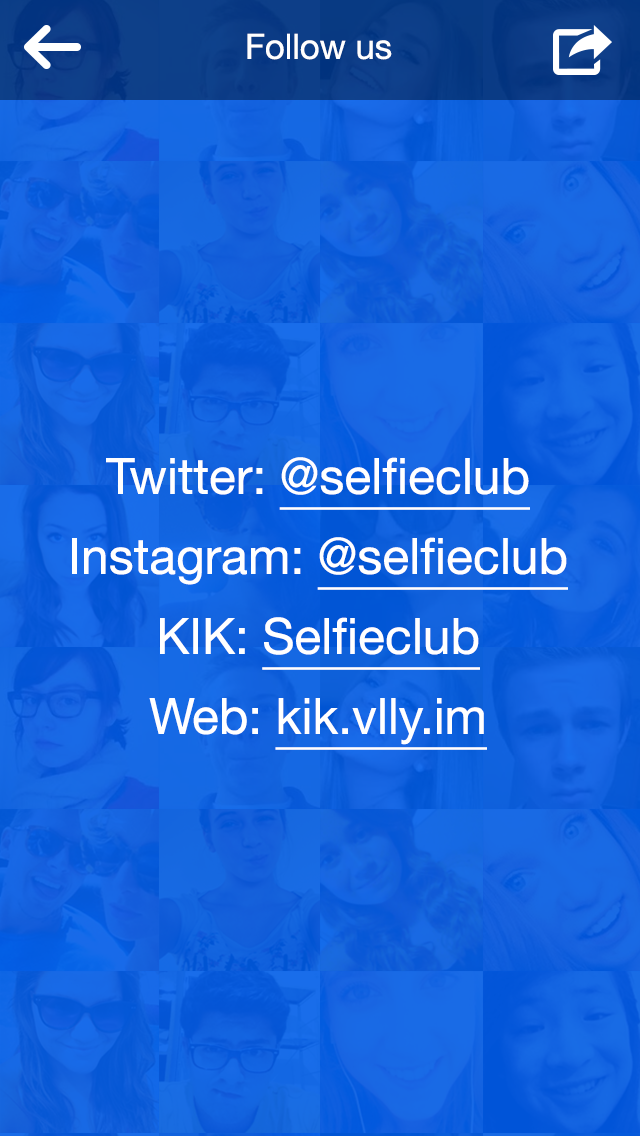 Follow us
Twitter: @selfieclub
Instagram: @selfieclub
KIK: Selfieclub
Web: kik.vlly.im